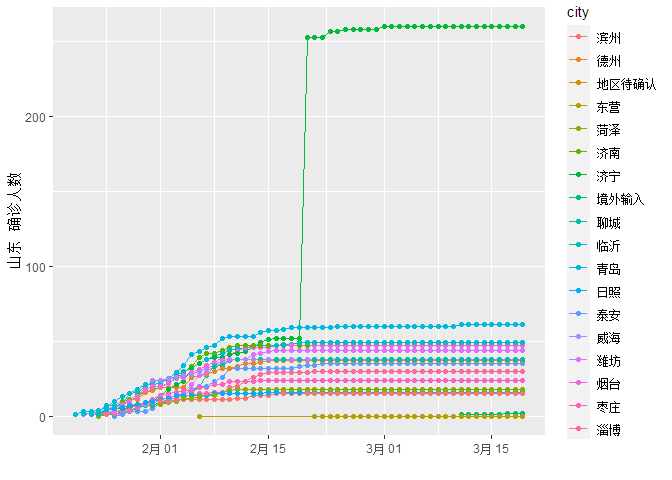 山东 确诊人数
200
100
0
2月 01
2月 15
3月 01
3月 15
city
滨州
德州
地区待确认
东营
菏泽
济南
济宁
境外输入
聊城
临沂
青岛
日照
泰安
威海
潍坊
烟台
枣庄
淄博